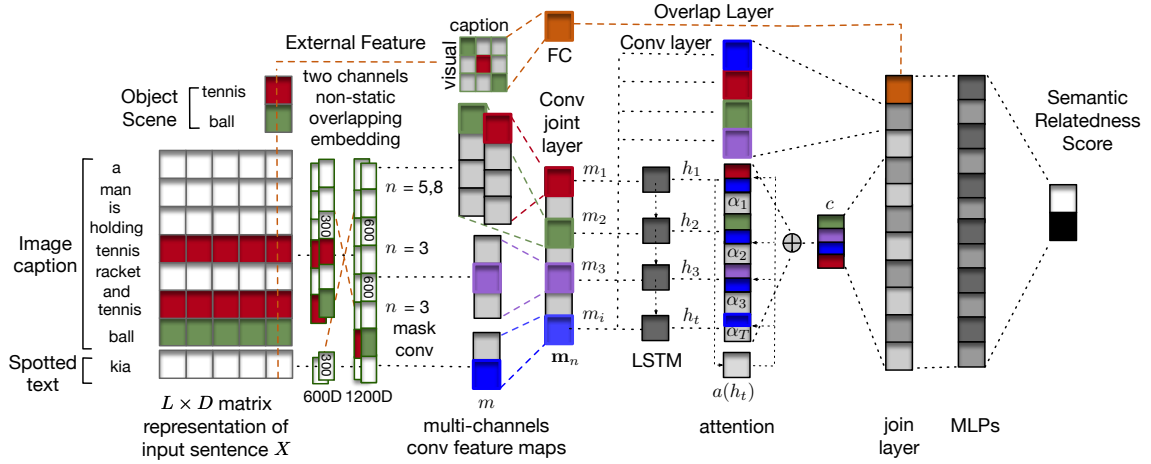 caption
Overlap Layer
External Feature
visual
FC
Conv layer
two channels
non-static
overlapping
embedding
Object
Scene
tennis
ball
Conv
joint
layer
Semantic
Relatedness
Score
Image
caption
a
man
is
holding
tennis
racket
and
tennis
ball
Spotted
text
kia
300
300
600
600
600D
1200D
n = 5,8
n = 3
n = 3
mask
conv
m₁
m₂
m₃
mᵢ
mₙ
h₁
h₂
h₃
hₜ
LSTM
α₁
α₂
α₃
α_T
a(hₜ)
c
L × D matrix
representation of
input sentence X
m
multi-channels
conv feature maps
attention
join
layer
MLPs